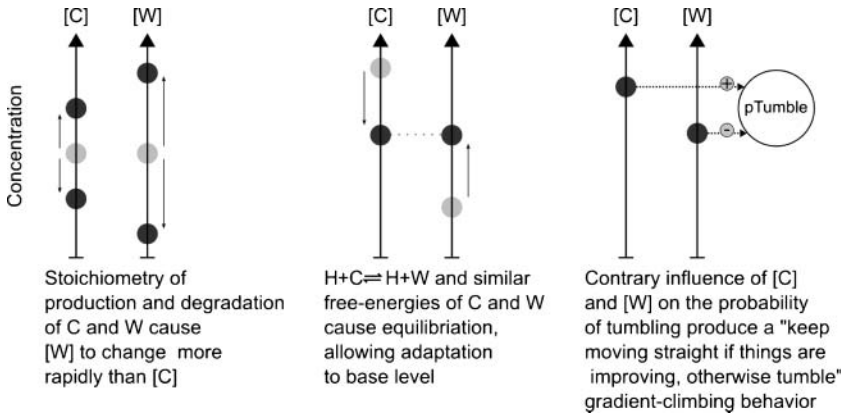 [C]
[W]
[C]
[W]
[C]
[W]
Concentration
+
-
pTumble
Stoichiometry of
production and degradation
of C and W cause
[W] to change more
rapidly than [C]
H+C⇌H+W and similar
free-energies of C and W
cause equilibriation,
allowing adaptation
to base level
Contrary influence of [C]
and [W] on the probability
of tumbling produce a "keep
moving straight if things are
improving, otherwise tumble"
gradient-climbing behavior